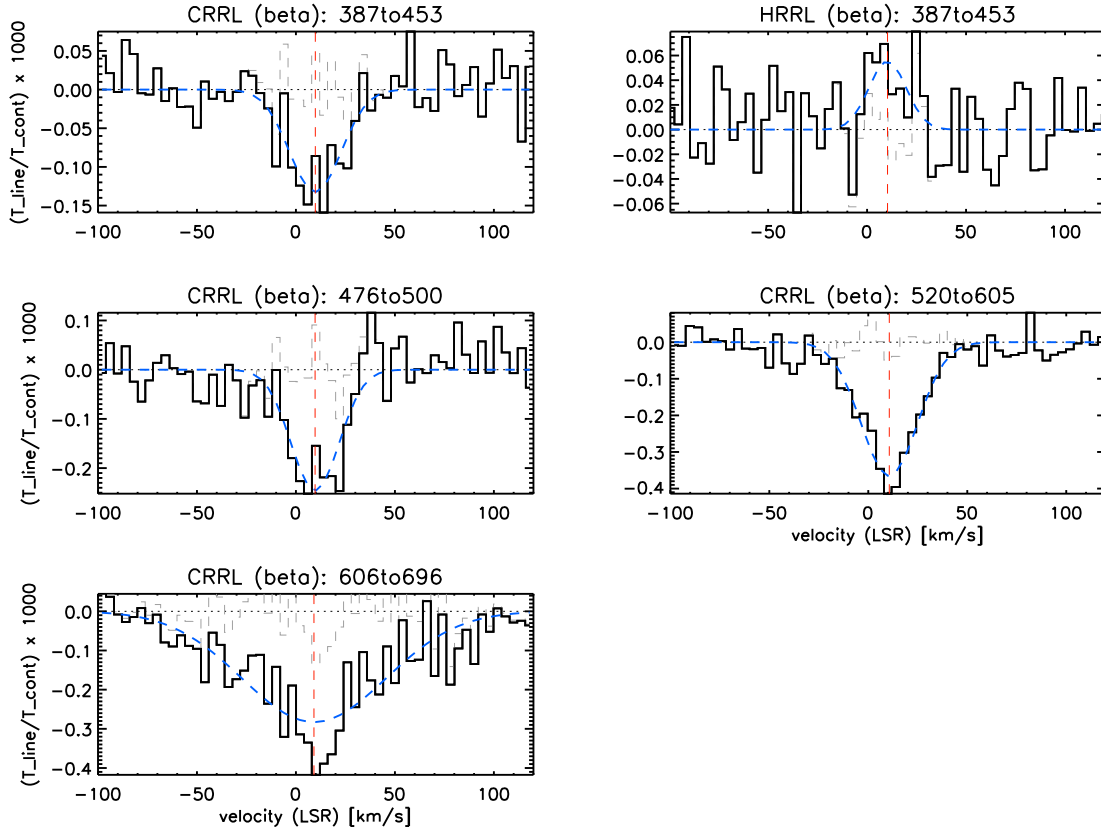 CRRL (beta): 387to453
(T_line/T_cont) x 1000
0.05
0.00
−0.05
−0.10
−0.15
−100 −50 0 50 100
HRRL (beta): 387to453
0.06
0.04
0.02
0.00
−0.02
−0.04
−0.06
−50 0 50 100
CRRL (beta): 476to500
(T_line/T_cont) x 1000
0.1
0.0
−0.1
−0.2
−100 −50 0 50 100
CRRL (beta): 520to605
0.0
−0.1
−0.2
−0.3
−0.4
−100 −50 0 50 100
velocity (LSR) [km/s]
CRRL (beta): 606to696
(T_line/T_cont) x 1000
0.0
−0.1
−0.2
−0.3
−0.4
−100 −50 0 50 100
velocity (LSR) [km/s]